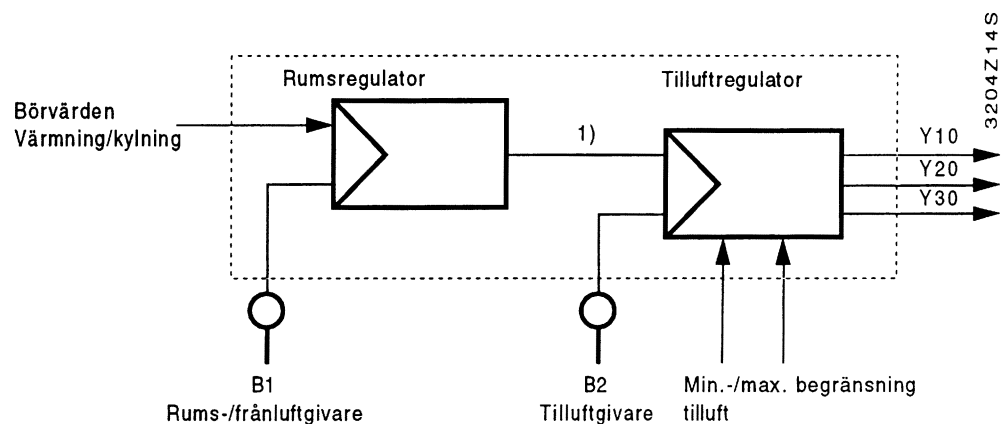 3204Z14S
Rumsregulator
Tilluftregulator
Börvärden
Värmning/kylning
1)
Y10
Y20
Y30
B1
Rums-/frånluftgivare
B2
Tilluftgivare
Min.-/max. begränsning
tilluft